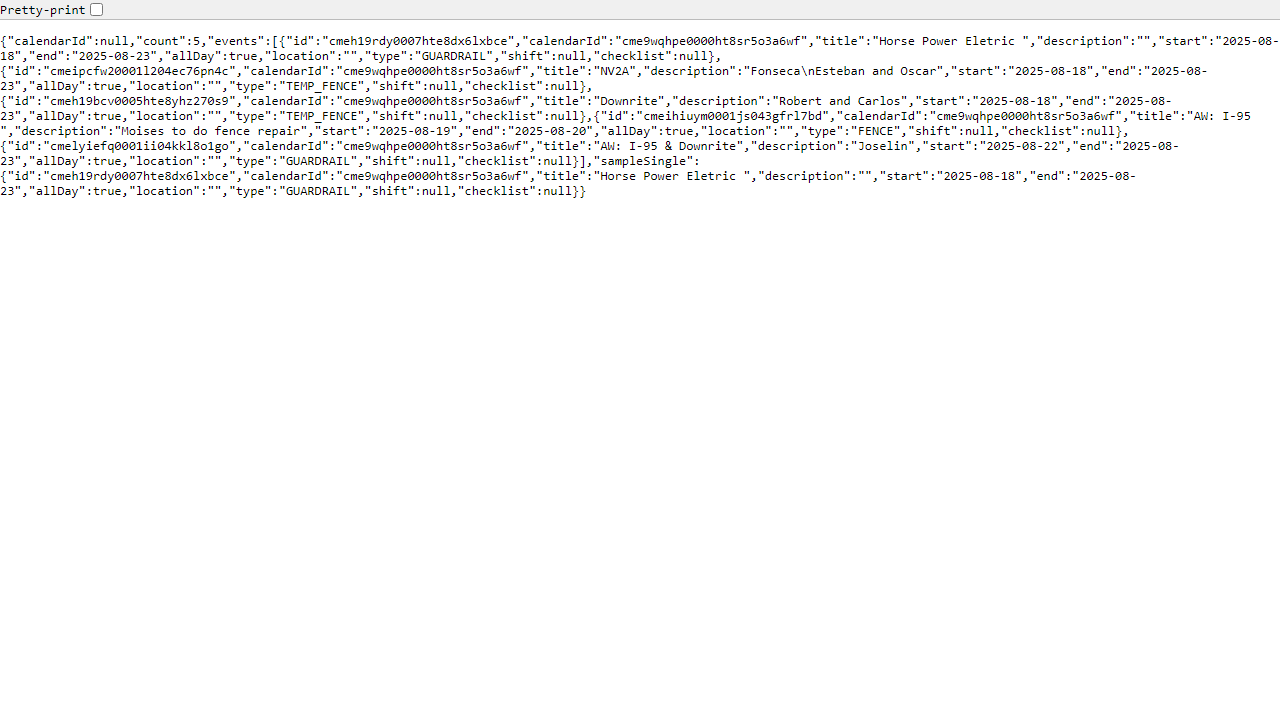 Pretty-print
{"calendarId":null,"count":5,"events":[{"id":"cmeh19rdy0007hte8dx6lxbce","calendarId":"cme9wqhpe0000ht8sr5o3a6wf","title":"Horse Power Eletric ","description":"","start":"2025-08-
18","end":"2025-08-23","allDay":true,"location":"","type":"GUARDRAIL","shift":null,"checklist":null},
{"id":"cmeipcfw20001l204ec76pn4c","calendarId":"cme9wqhpe0000ht8sr5o3a6wf","title":"NV2A","description":"Fonseca\nEsteban and Oscar","start":"2025-08-18","end":"2025-08-
23","allDay":true,"location":"","type":"TEMP_FENCE","shift":null,"checklist":null},
{"id":"cmeh19bcv0005hte8yhz270s9","calendarId":"cme9wqhpe0000ht8sr5o3a6wf","title":"Downrite","description":"Robert and Carlos","start":"2025-08-18","end":"2025-08-
23","allDay":true,"location":"","type":"TEMP_FENCE","shift":null,"checklist":null},{"id":"cmeihiuym0001js043gfrl7bd","calendarId":"cme9wqhpe0000ht8sr5o3a6wf","title":"AW: I-95
","description":"Moises to do fence repair","start":"2025-08-19","end":"2025-08-20","allDay":true,"location":"","type":"FENCE","shift":null,"checklist":null},
{"id":"cmelyiefq0001ii04kkl8o1go","calendarId":"cme9wqhpe0000ht8sr5o3a6wf","title":"AW: I-95 & Downrite","description":"Joselin","start":"2025-08-22","end":"2025-08-
23","allDay":true,"location":"","type":"GUARDRAIL","shift":null,"checklist":null}],"sampleSingle":
{"id":"cmeh19rdy0007hte8dx6lxbce","calendarId":"cme9wqhpe0000ht8sr5o3a6wf","title":"Horse Power Eletric ","description":"","start":"2025-08-18","end":"2025-08-
23","allDay":true,"location":"","type":"GUARDRAIL","shift":null,"checklist":null}}